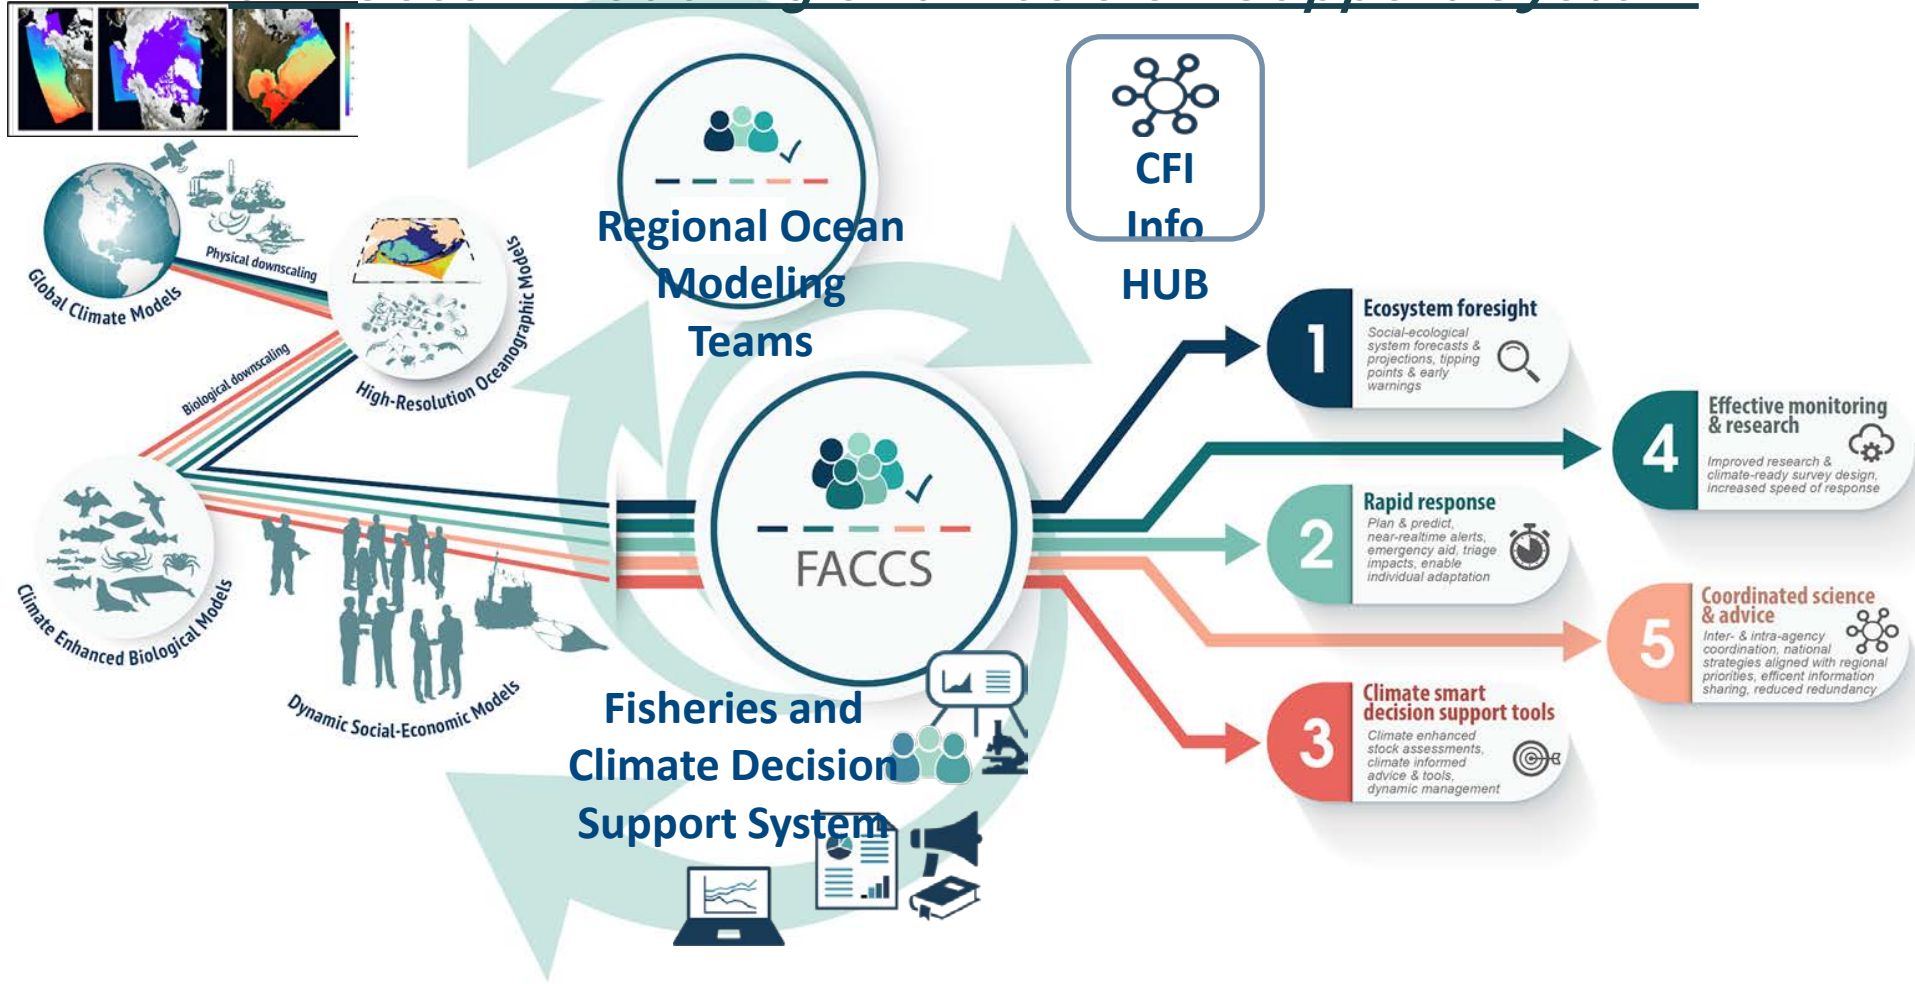 Regional Ocean
Modeling
Teams
CFI
Info
HUB
Physical downscaling
Global Climate Models
High-Resolution Oceanographic Models
Biological downscaling
Climate Enhanced Biological Models
Dynamic Social-Economic Models
FACCS
Fisheries and
Climate Decision
Support System
1
Ecosystem foresight
Social-ecological
system forecasts &
projections, tipping
points & early
warnings
2
Rapid response
Plan & predict,
near-realtime alerts,
emergency aid, triage
impacts, enable
individual adaptation
3
Climate smart
decision support tools
Climate enhanced
stock assessments,
climate informed
advice & tools,
dynamic management
4
Effective monitoring
& research
Improved research &
climate-ready survey design,
increased speed of response
5
Coordinated science
& advice
Inter- & intra-agency
coordination, national
strategies aligned with regional
priorities, efficent information
sharing, reduced redundancy